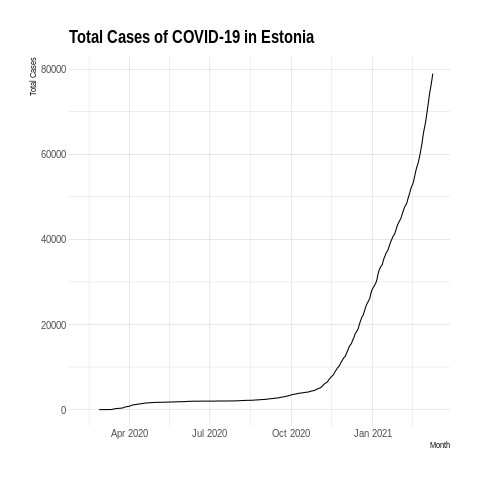 Total Cases of COVID-19 in Estonia
Total Cases
80000
60000
40000
20000
0
Apr 2020 Jul 2020 Oct 2020 Jan 2021
Month